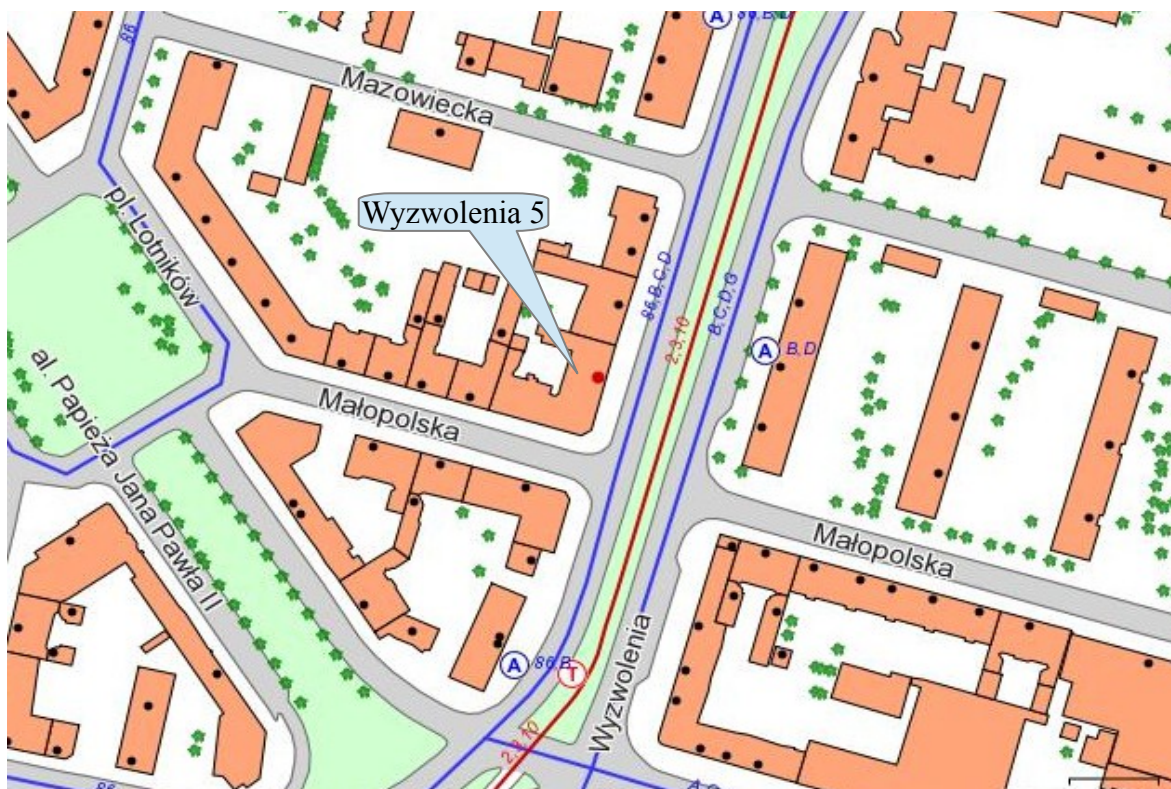 86
A
86,B,D
Mazowiecka
Wyzwolenia 5
pl. Lotników
86,B,C,D
B,C,D,G
2,3,10
A
B,D
al. Papieża Jana Pawła II
Małopolska
Małopolska
Wyzwolenia
A
86,B
T
2,3,10
86